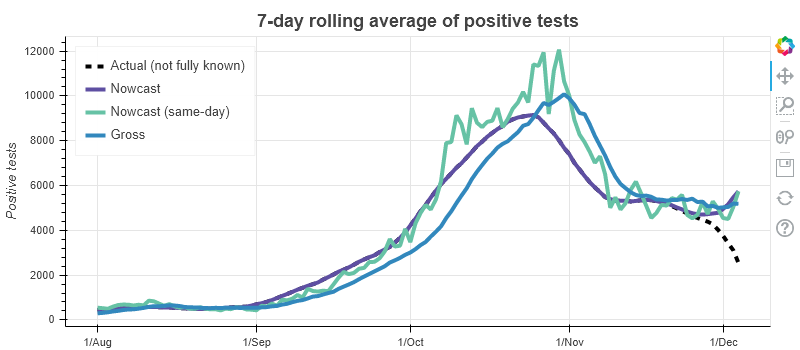 7-day rolling average of positive tests
Positive tests
12000
10000
8000
6000
4000
2000
0
Actual (not fully known)
Nowcast
Nowcast (same-day)
Gross
1/Aug
1/Sep
1/Oct
1/Nov
1/Dec